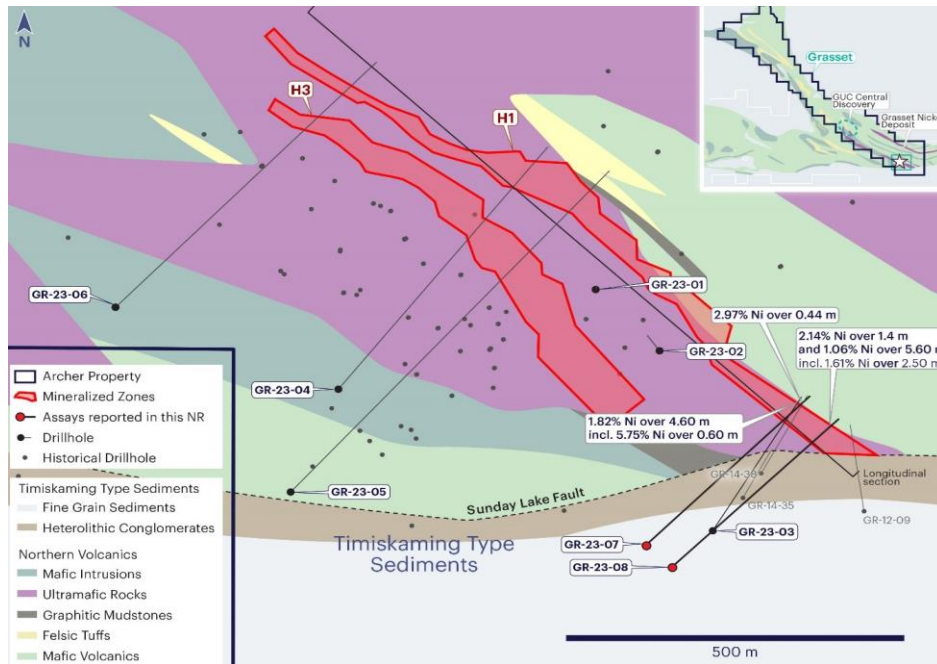 N
H3
H1
Grasset
GUC Central
Discovery
Grasset Nicke
Deposit
GR-23-06
GR-23-01
2.97% Ni over 0.44 m
GR-23-02
2.14% Ni over 1.4 m
and 1.06% Ni over 5.60 m
incl. 1.61% Ni over 2.50 m
GR-23-04
1.82% Ni over 4.60 m
incl. 5.75% Ni over 0.60 m
GR-14-38
Longitudinal
section
GR-14-35
GR-12-09
GR-23-05
Sunday Lake Fault
GR-23-03
GR-23-07
GR-23-08
Timiskaming Type
Sediments
500 m
Archer Property
Mineralized Zones
Assays reported in this NR
Drillhole
Historical Drillhole
Timiskaming Type Sediments
Fine Grain Sediments
Heterolithic Conglomerates
Northern Volcanics
Mafic Intrusions
Ultramafic Rocks
Graphitic Mudstones
Felsic Tuffs
Mafic Volcanics